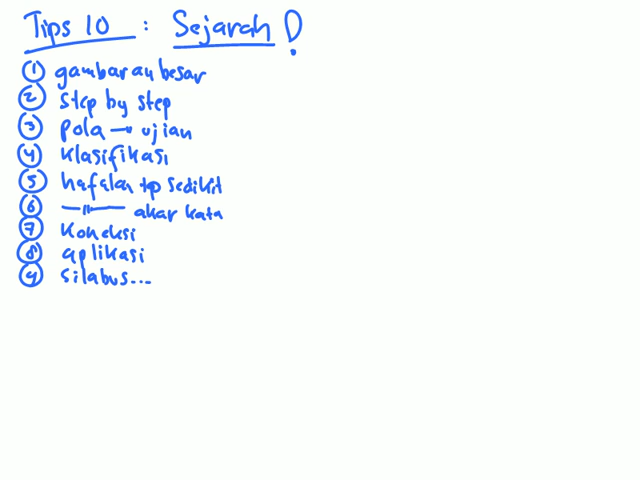 Tips 10 : Sejarah !
① gambaran besar
② step by step
③ pola → ujian
④ klasifikasi
⑤ hafalan tp sedikit
⑥ —〃— akar kata
⑦ koneksi
⑧ aplikasi
⑨ silabus...